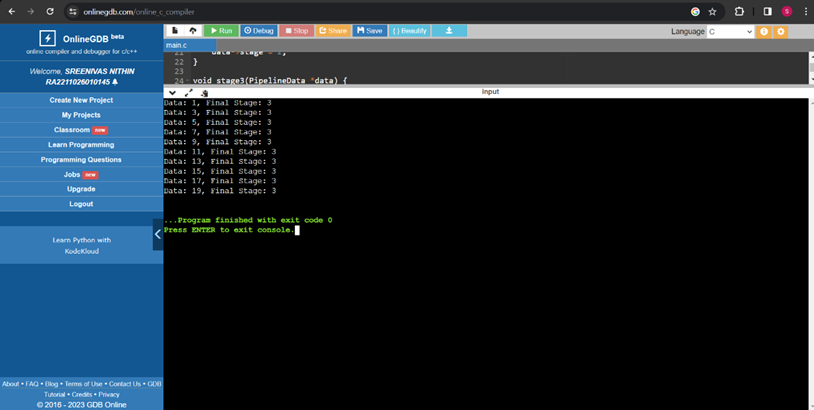 onlinegdb.com/online_c_compiler
S
OnlineGDB beta
online compiler and debugger for c/c++
Welcome, SREENIVAS NITHIN
RA2211026010145
Create New Project
My Projects
Classroom new
Learn Programming
Programming Questions
Jobs new
Upgrade
Logout
Learn Python with
KodeKloud
About • FAQ • Blog • Terms of Use • Contact Us • GDB
Tutorial • Credits • Privacy
© 2016 - 2023 GDB Online
Run Debug Stop Share Save { } Beautify
Language C
main.c
22 }
23
24 void stage3(PipelineData *data) {
input
Data: 1, Final Stage: 3
Data: 3, Final Stage: 3
Data: 5, Final Stage: 3
Data: 7, Final Stage: 3
Data: 9, Final Stage: 3
Data: 11, Final Stage: 3
Data: 13, Final Stage: 3
Data: 15, Final Stage: 3
Data: 17, Final Stage: 3
Data: 19, Final Stage: 3
...Program finished with exit code 0
Press ENTER to exit console.